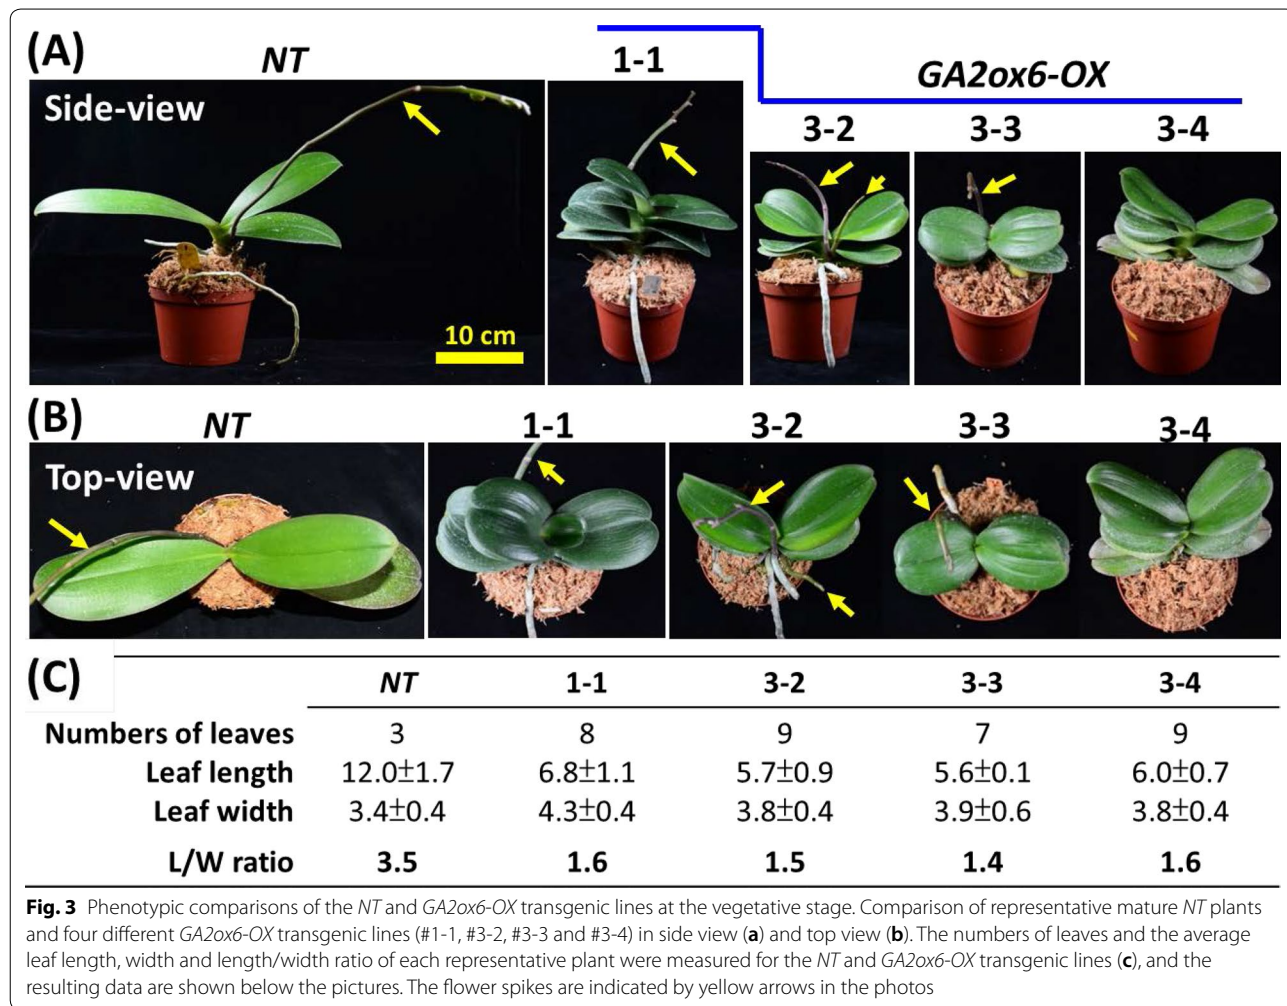 (A)
NT
1-1
GA2ox6-OX
3-2
3-3
3-4
Side-view
10 cm
(B)
NT
1-1
3-2
3-3
3-4
Top-view
(C)
NT 1-1 3-2 3-3 3-4
Numbers of leaves 3 8 9 7 9
Leaf length 12.0±1.7 6.8±1.1 5.7±0.9 5.6±0.1 6.0±0.7
Leaf width 3.4±0.4 4.3±0.4 3.8±0.4 3.9±0.6 3.8±0.4
L/W ratio 3.5 1.6 1.5 1.4 1.6
Fig. 3 Phenotypic comparisons of the NT and GA2ox6-OX transgenic lines at the vegetative stage. Comparison of representative mature NT plants
and four different GA2ox6-OX transgenic lines (#1-1, #3-2, #3-3 and #3-4) in side view (a) and top view (b). The numbers of leaves and the average
leaf length, width and length/width ratio of each representative plant were measured for the NT and GA2ox6-OX transgenic lines (c), and the
resulting data are shown below the pictures. The flower spikes are indicated by yellow arrows in the photos